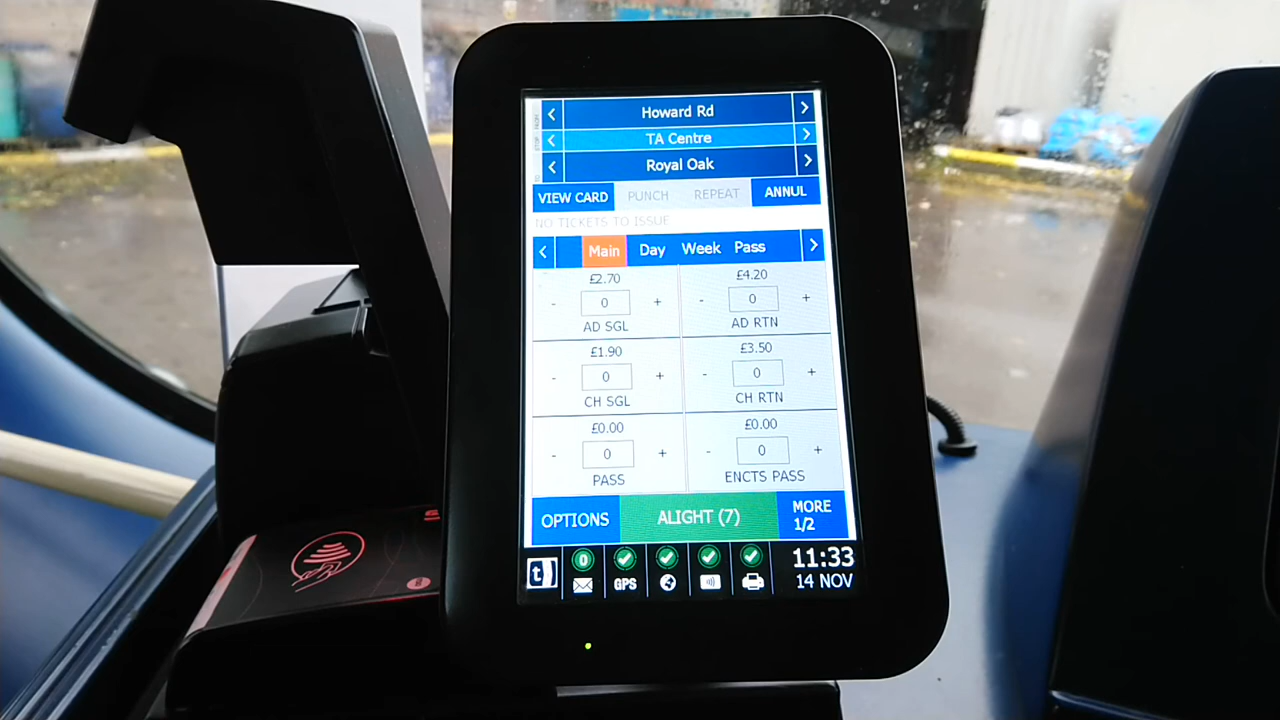 < Howard Rd >
< TA Centre >
< Royal Oak >
VIEW CARD PUNCH REPEAT ANNUL
NO TICKETS TO ISSUE
< Main Day Week Pass >
£2.70 £4.20
- 0 + - 0 +
AD SGL AD RTN
£1.90 £3.50
- 0 + - 0 +
CH SGL CH RTN
£0.00 £0.00
- 0 + - 0 +
PASS ENCTS PASS
OPTIONS ALIGHT (7) MORE
1/2
0
t GPS 11:33
14 NOV